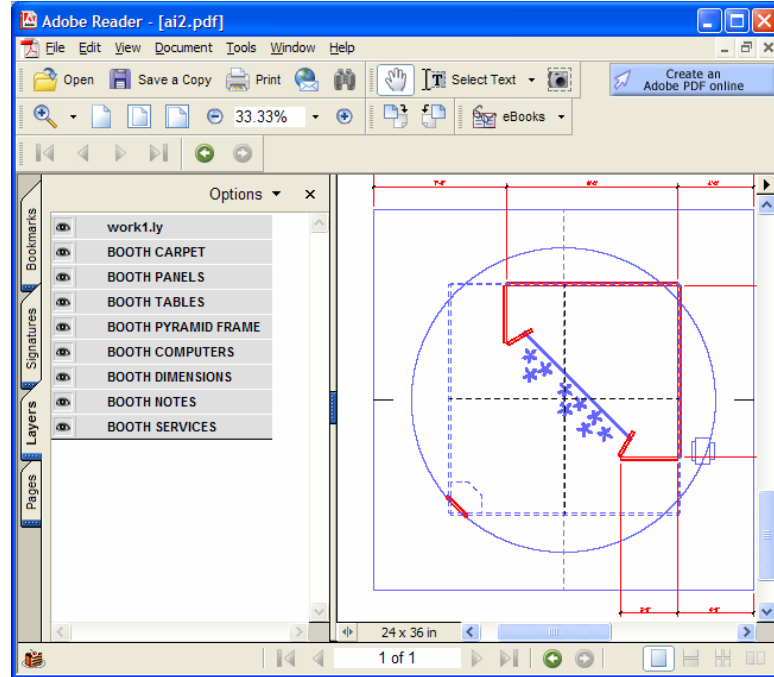 Adobe Reader - [ai2.pdf]
File Edit View Document Tools Window Help
Open Save a Copy Print Select Text Create an
Adobe PDF online
33.33% eBooks
Options
Bookmarks
Signatures
Layers
Pages
work1.ly
BOOTH CARPET
BOOTH PANELS
BOOTH TABLES
BOOTH PYRAMID FRAME
BOOTH COMPUTERS
BOOTH DIMENSIONS
BOOTH NOTES
BOOTH SERVICES
24 x 36 in
1 of 1